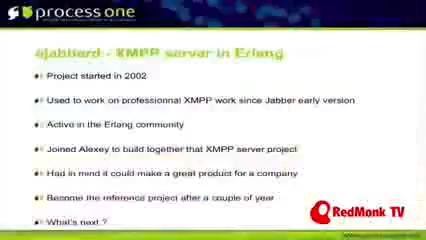 process one
ejabberd - XMPP server in Erlang
Project started in 2002
Used to work on professionnal XMPP work since Jabber early version
Active in the Erlang community
Joined Alexey to build together that XMPP server project
Had in mind it could make a great product for a company
Become the reference project after a couple of year
RedMonk TV
What's next ?